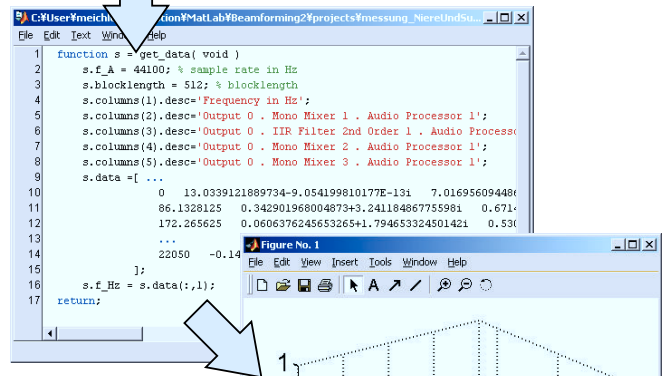 C:¥User¥meichl tion¥MatLab¥Beamforming2¥projects¥messung_NiereUndSu...
File Edit Text Window Help
1 function s = get_data( void )
2 s.f_A = 44100; % sample rate in Hz
3 s.blocklength = 512; % blocklength
4 s.columns(1).desc='Frequency in Hz';
5 s.columns(2).desc='Output 0 . Mono Mixer 1 . Audio Processor 1';
6 s.columns(3).desc='Output 0 . IIR Filter 2nd Order 1 . Audio Processo
7 s.columns(4).desc='Output 0 . Mono Mixer 2 . Audio Processor 1';
8 s.columns(5).desc='Output 0 . Mono Mixer 3 . Audio Processor 1';
9 s.data =[ ...
10 0 13.0339121889734-9.054199810177E-13i 7.016956094486
11 86.1328125 0.342901968004873+3.24118486775598i 0.6714
12 172.265625 0.0606376245653265+1.79465332450142i 0.530
13 ...
14 22050 -0.14
15 ];
16 s.f_Hz = s.data(:,1);
17 return;
Figure No. 1
File Edit View Insert Tools Window Help
A
1